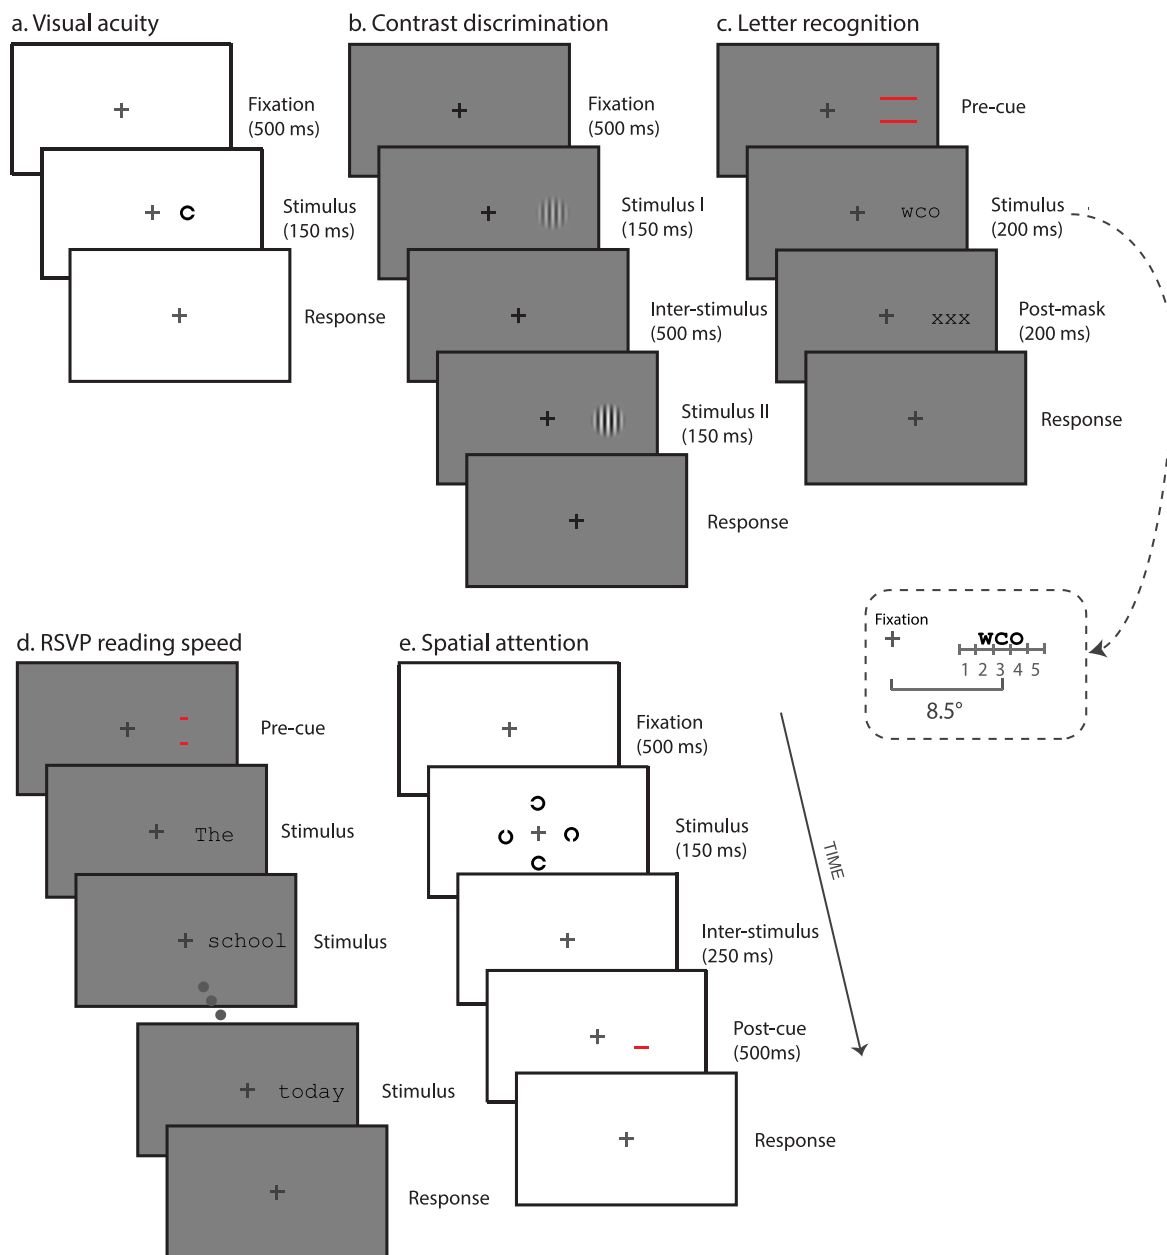 a. Visual acuity
Fixation
(500 ms)
Stimulus
(150 ms)
Response
b. Contrast discrimination
Fixation
(500 ms)
Stimulus I
(150 ms)
Inter-stimulus
(500 ms)
Stimulus II
(150 ms)
Response
c. Letter recognition
Pre-cue
wco
Stimulus
(200 ms)
xxx
Post-mask
(200 ms)
Response
Fixation
wco
1 2 3 4 5
8.5°
d. RSVP reading speed
Pre-cue
The
Stimulus
school
Stimulus
today
Stimulus
Response
e. Spatial attention
Fixation
(500 ms)
Stimulus
(150 ms)
Inter-stimulus
(250 ms)
Post-cue
(500ms)
Response
TIME